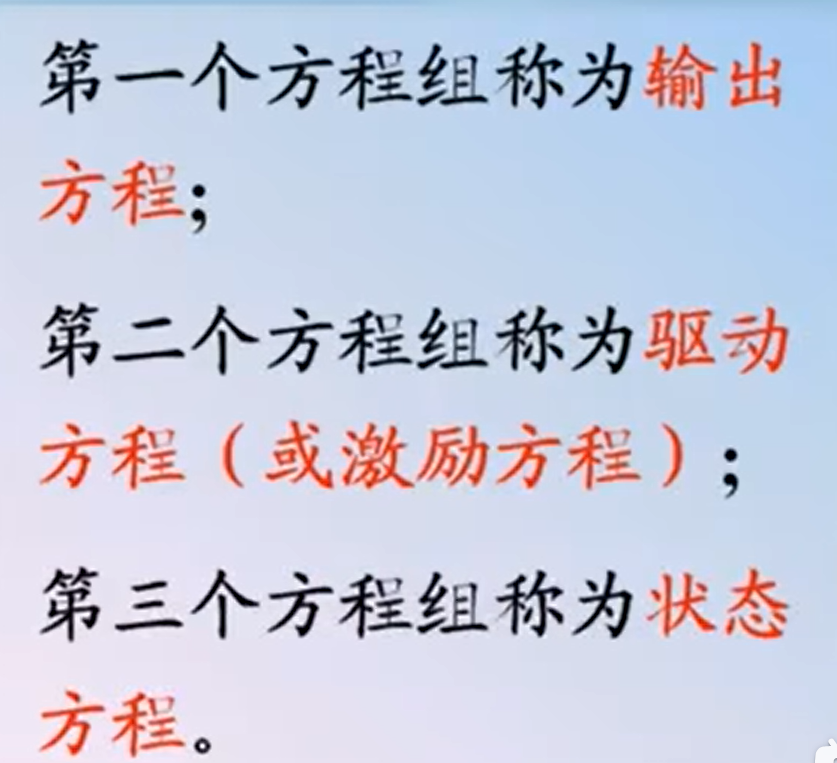 第一个方程组称为输出
方程;
第二个方程组称为驱动
方程（或激励方程）;
第三个方程组称为状态
方程。